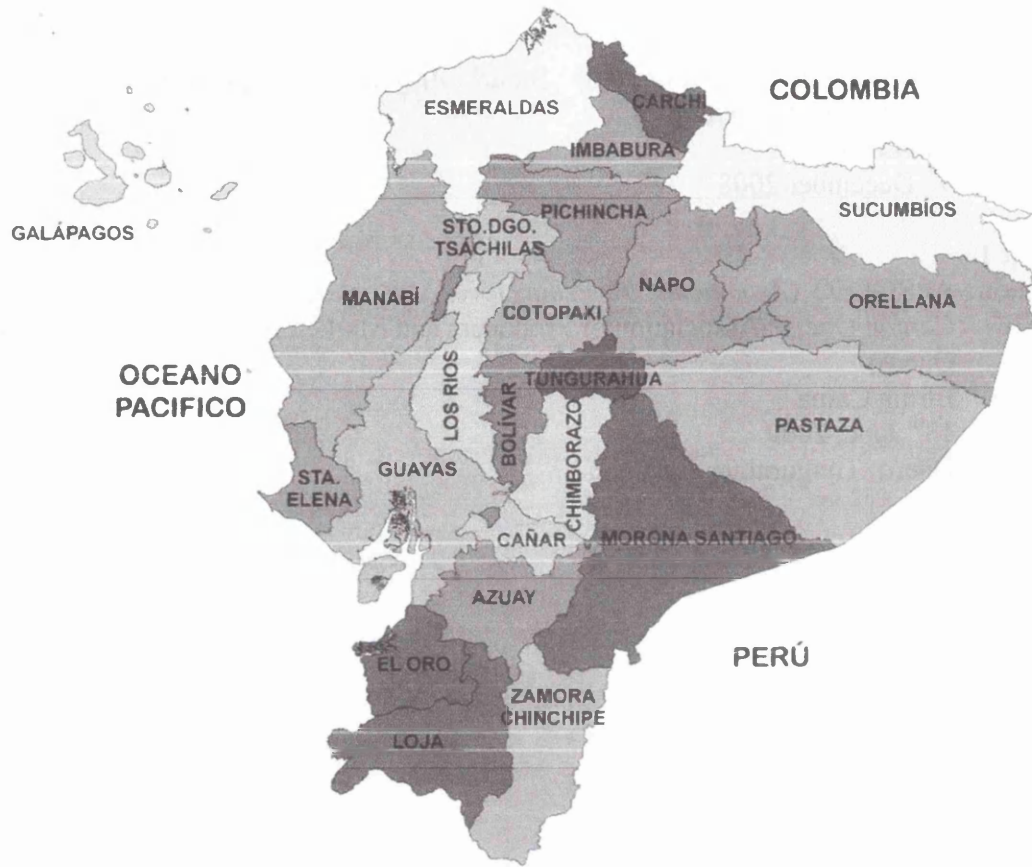 COLOMBIA
ESMERALDAS
CARCHI
IMBABURA
SUCUMBÍOS
GALÁPAGOS
PICHINCHA
STO.DGO.
TSÁCHILAS
NAPO
MANABÍ
COTOPAXI
ORELLANA
OCEANO
PACIFICO
TUNGURAHUA
LOS RIOS
BOLÍVAR
CHIMBORAZO
PASTAZA
GUAYAS
STA.
ELENA
CAÑAR
MORONA SANTIAGO
AZUAY
PERÚ
EL ORO
ZAMORA
CHINCHIPE
LOJA